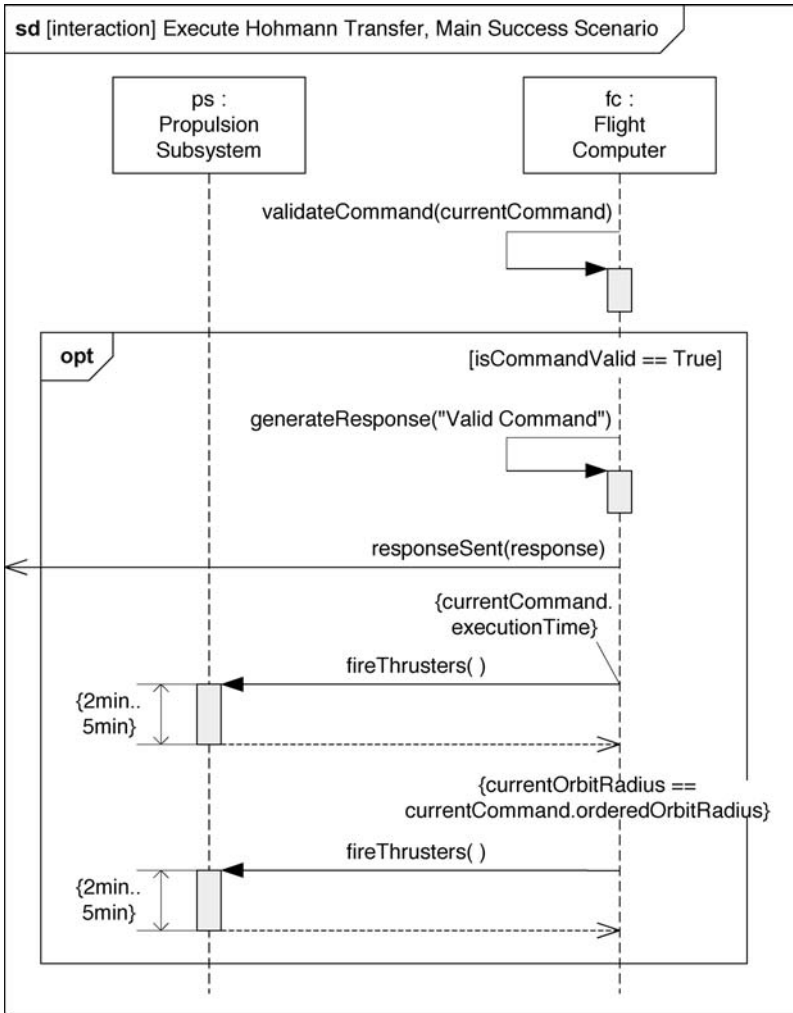 sd [interaction] Execute Hohmann Transfer, Main Success Scenario
ps :
Propulsion
Subsystem
fc :
Flight
Computer
validateCommand(currentCommand)
opt
[isCommandValid == True]
generateResponse("Valid Command")
responseSent(response)
{currentCommand.
executionTime}
fireThrusters( )
{2min..
5min}
{currentOrbitRadius ==
currentCommand.orderedOrbitRadius}
fireThrusters( )
{2min..
5min}